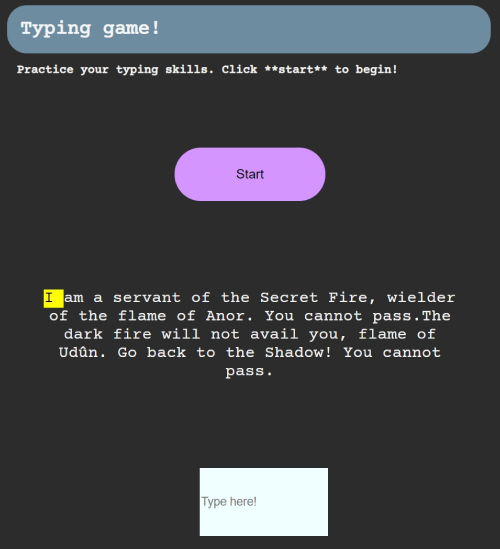 Typing game!
Practice your typing skills. Click **start** to begin!
Start
I am a servant of the Secret Fire, wielder
of the flame of Anor. You cannot pass.The
dark fire will not avail you, flame of
Udûn. Go back to the Shadow! You cannot
pass.
Type here!